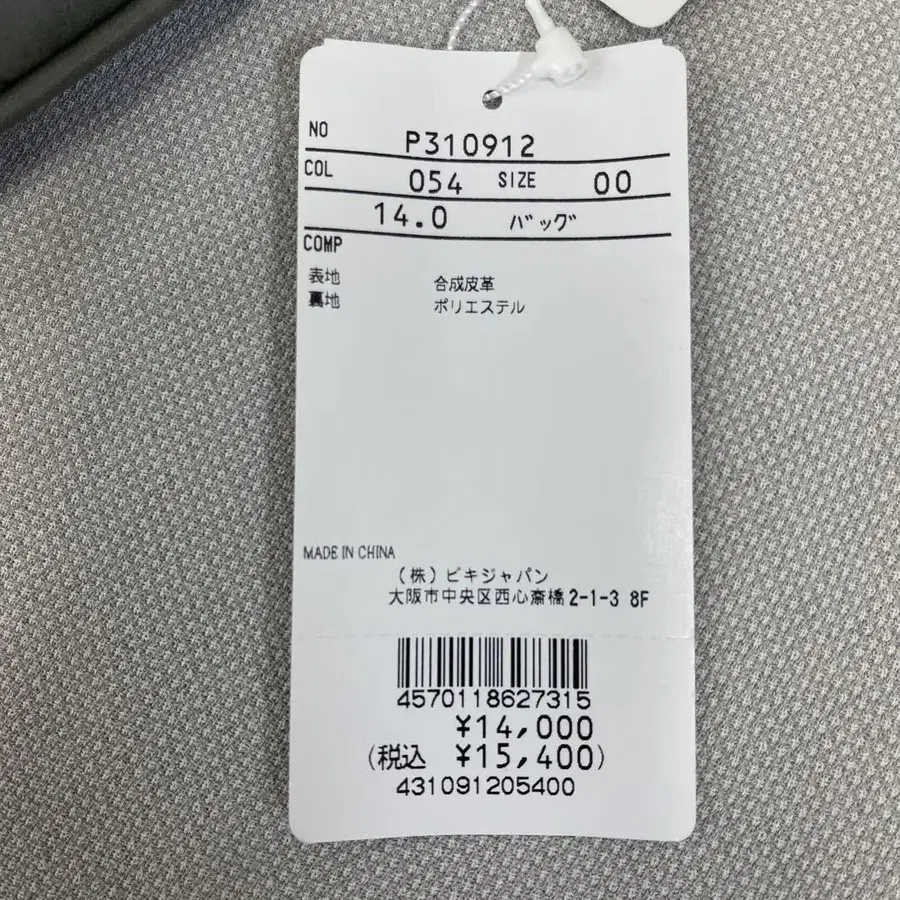 NO P310912
COL 054 SIZE 00
14.0 バッグ
COMP
表地 合成皮革
裏地 ポリエステル
MADE IN CHINA
(株)ピキジャパン
大阪市中央区西心斎橋2-1-3 8F
4570118627315
¥14,000
(税込 ¥15,400)
431091205400